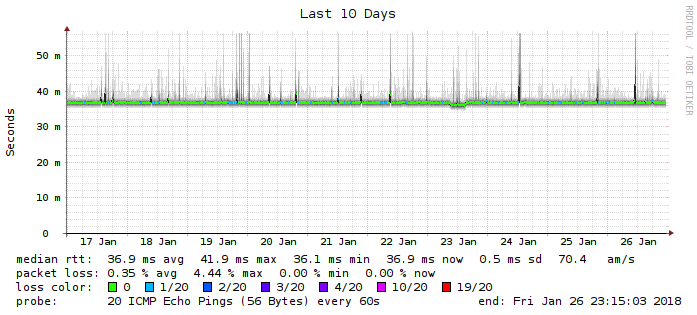 Last 10 Days
RRDTOOL / TOBI OETIKER
Seconds
50 m
40 m
30 m
20 m
10 m
0
17 Jan 18 Jan 19 Jan 20 Jan 21 Jan 22 Jan 23 Jan 24 Jan 25 Jan 26 Jan
median rtt: 36.9 ms avg 41.9 ms max 36.1 ms min 36.9 ms now 0.5 ms sd 70.4 am/s
packet loss: 0.35 % avg 4.44 % max 0.00 % min 0.00 % now
loss color: 0 1/20 2/20 3/20 4/20 10/20 19/20
probe: 20 ICMP Echo Pings (56 Bytes) every 60s end: Fri Jan 26 23:15:03 2018